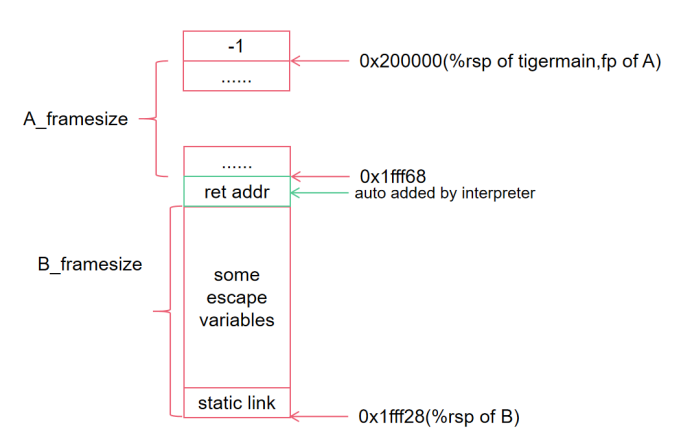 -1
0x200000(%rsp of tigermain,fp of A)
......
A_framesize
......
0x1fff68
ret addr
auto added by interpreter
B_framesize
some
escape
variables
static link
0x1fff28(%rsp of B)